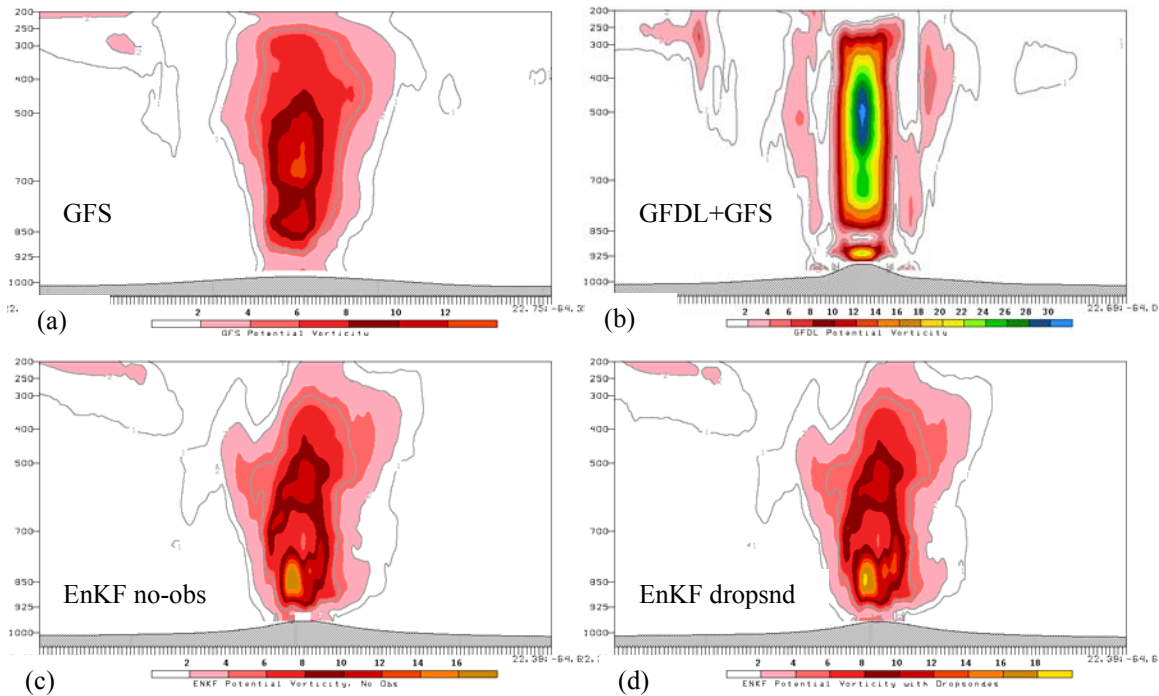 200
250
300
400
500
700
850
925
1000
GFS
22.
22.75;-64.3
(a)
2 4 6 8 10 12
GFS Potential Vorticity
200
250
300
400
500
700
850
925
1000
GFDL+GFS
22.69;-64.0
(b)
2 4 6 8 10 12 14 16 18 20 22 24 26 28 30
GFDL Potential Vorticity
200
250
300
400
500
700
850
925
1000
EnKF no-obs
(c)
2 4 6 8 10 12 14 16
ENKF Potential Vorticity, No Obs
200
250
300
400
500
700
850
925
1000
EnKF dropsnd
22.39;-64.6
(d)
2 4 6 8 10 12 14 16 18
ENKF Potential Vorticity with Dropsondes